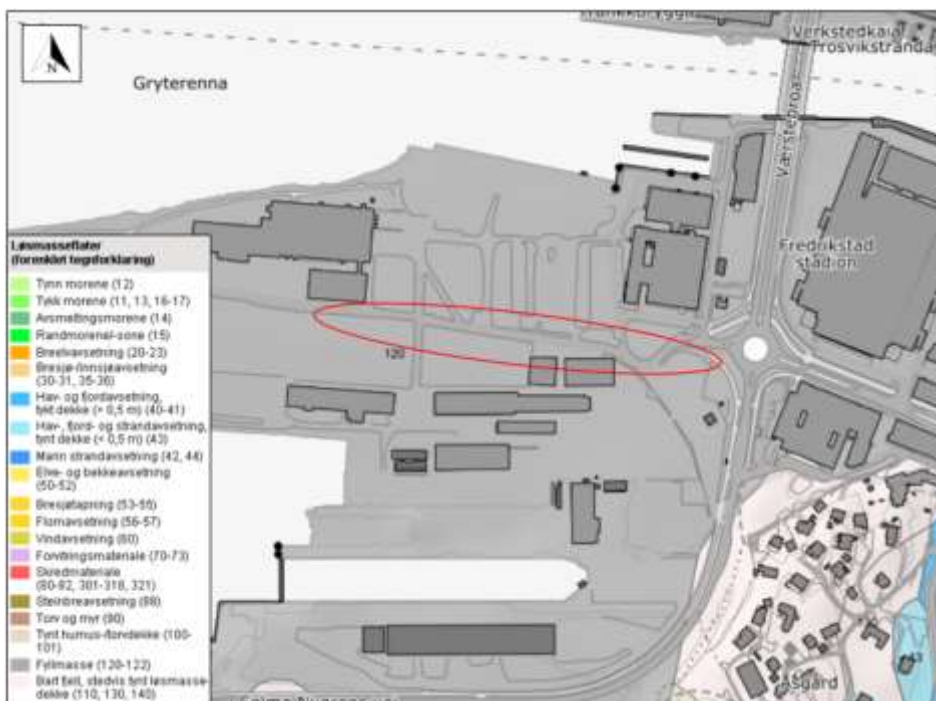 Trosvikstranda
Verkstedkaia
N
Gryterenna
Værstebroa
Fredrikstad
stadion
Løsmasseflater
(forenklet tegnforklaring)
Tynn morene (12)
Tykk morene (11, 13, 16-17)
Avsmeltingsmorene (14)
Randmorene/-sone (15)
Breelvavsetning (20-23)
Bresjø-/innsjøavsetning
(30-31, 35-36)
Hav- og fjordavsetning,
tykt dekke (> 0,5 m) (40-41)
Hav-, fjord- og strandavsetning,
tynt dekke (< 0,5 m) (43)
Marin strandavsetning (42, 44)
Elve- og bekkeavsetning
(50-52)
Bresjøtapning (53-55)
Flomavsetning (56-57)
Vindavsetning (60)
Forvitringsmateriale (70-73)
Skredmateriale
(80-82, 301-318, 321)
Steinbreavsetning (88)
Torv og myr (90)
Tynt humus-/torvdekke (100-
101)
Fyllmasse (120-122)
Bart fjell, stedvis tynt løsmasse-
dekke (110, 130, 140)
120
43
Åsgård